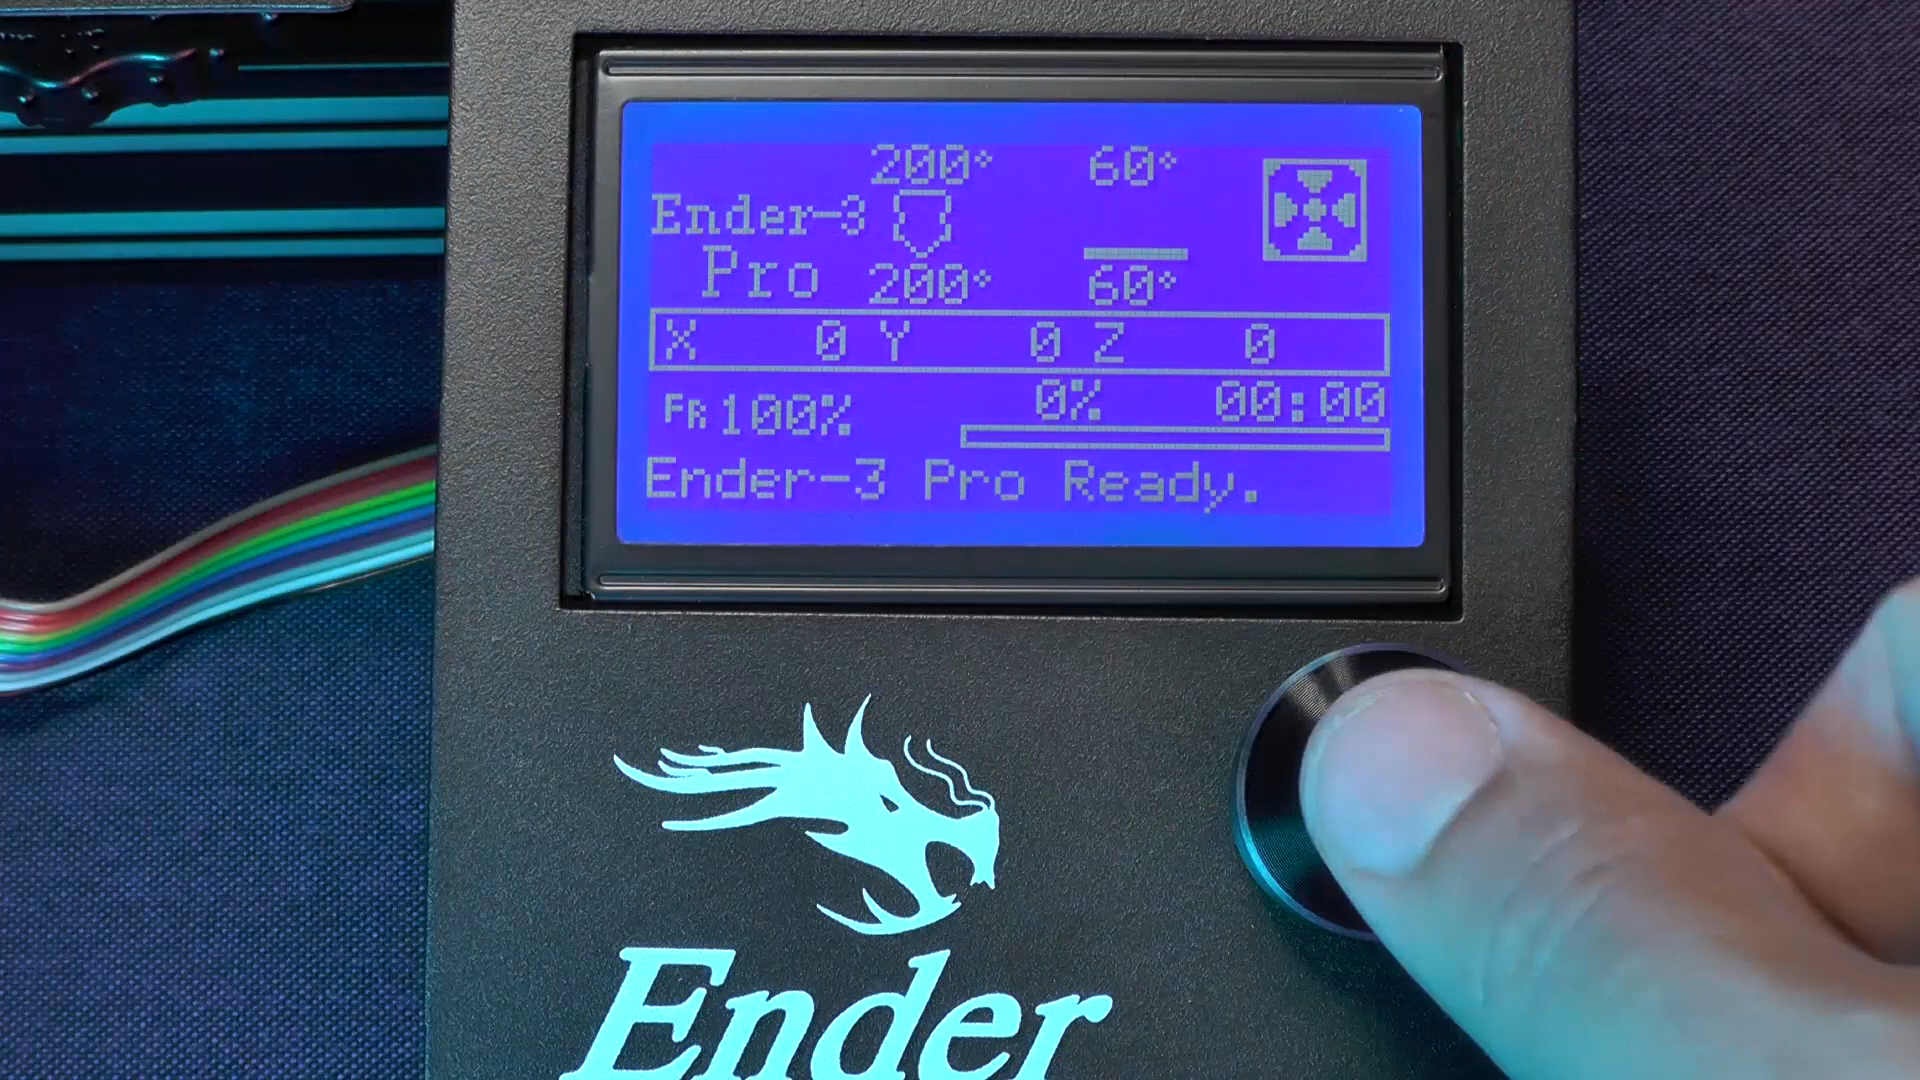 200° 60°
Ender-3
Pro 200° 60°
X 0 Y 0 Z 0
FR 100% 0% 00:00
Ender-3 Pro Ready.
Ender